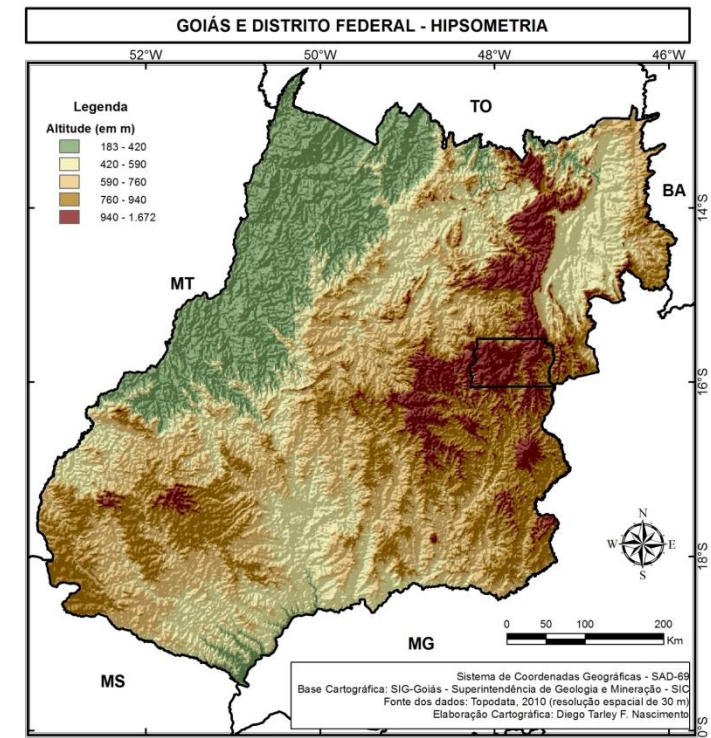 GOIÁS E DISTRITO FEDERAL - HIPSOMETRIA
52°W 50°W 48°W 46°W
Legenda
Altitude (em m)
183 - 420
420 - 590
590 - 760
760 - 940
940 - 1.672
TO
BA
14°S
MT
16°S
N
W E
S
18°S
0 50 100 200
Km
MG
MS
Sistema de Coordenadas Geográficas - SAD-69
Base Cartográfica: SIG-Goiás - Superintendência de Geologia e Mineração - SIC
Fonte dos dados: Topodata, 2010 (resolução espacial de 30 m)
Elaboração Cartográfica: Diego Tarley F. Nascimento
0°S